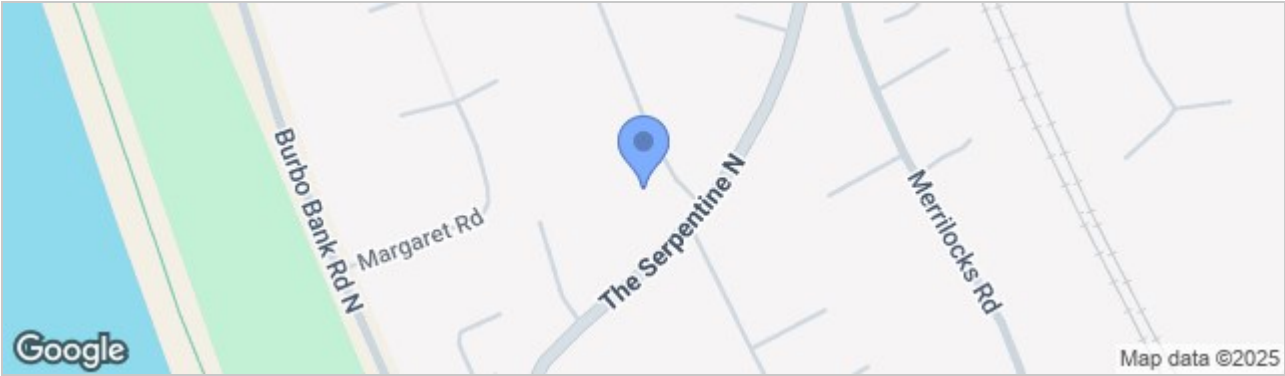 Burbo Bank Rd N
Margaret Rd
The Serpentine N
Merrilocks Rd
Google
Map data ©2025